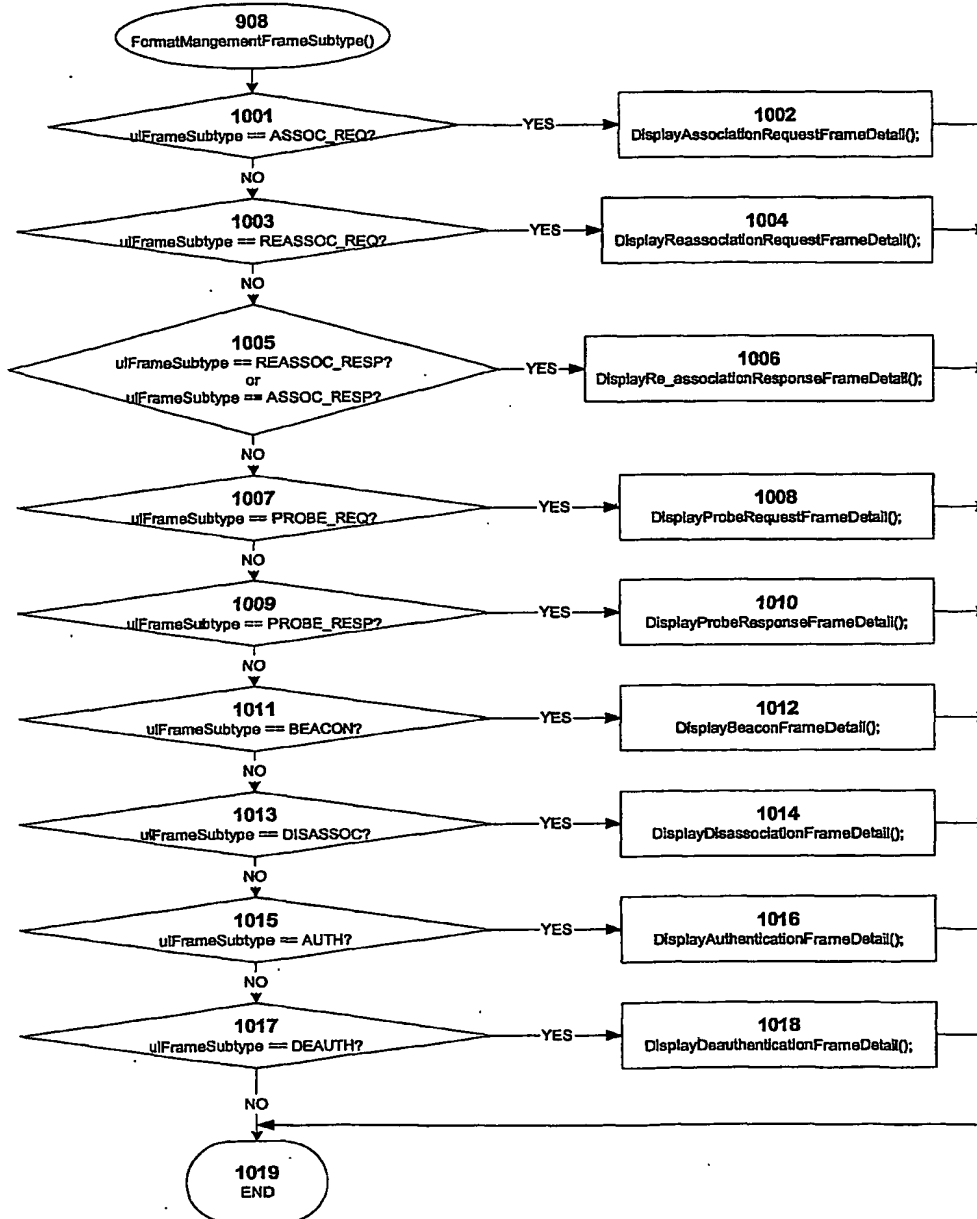 908
FormatMangementFrameSubtype()
1001
ulFrameSubtype == ASSOC_REQ?
YES
1002
DisplayAssociationRequestFrameDetail();
NO
1003
ulFrameSubtype == REASSOC_REQ?
YES
1004
DisplayReassociationRequestFrameDetail();
NO
1005
ulFrameSubtype == REASSOC_RESP?
or
ulFrameSubtype == ASSOC_RESP?
YES
1006
DisplayRe_associationResponseFrameDetail();
NO
1007
ulFrameSubtype == PROBE_REQ?
YES
1008
DisplayProbeRequestFrameDetail();
NO
1009
ulFrameSubtype == PROBE_RESP?
YES
1010
DisplayProbeResponseFrameDetail();
NO
1011
ulFrameSubtype == BEACON?
YES
1012
DisplayBeaconFrameDetail();
NO
1013
ulFrameSubtype == DISASSOC?
YES
1014
DisplayDisassociationFrameDetail();
NO
1015
ulFrameSubtype == AUTH?
YES
1016
DisplayAuthenticationFrameDetail();
NO
1017
ulFrameSubtype == DEAUTH?
YES
1018
DisplayDeauthenticationFrameDetail();
NO
1019
END